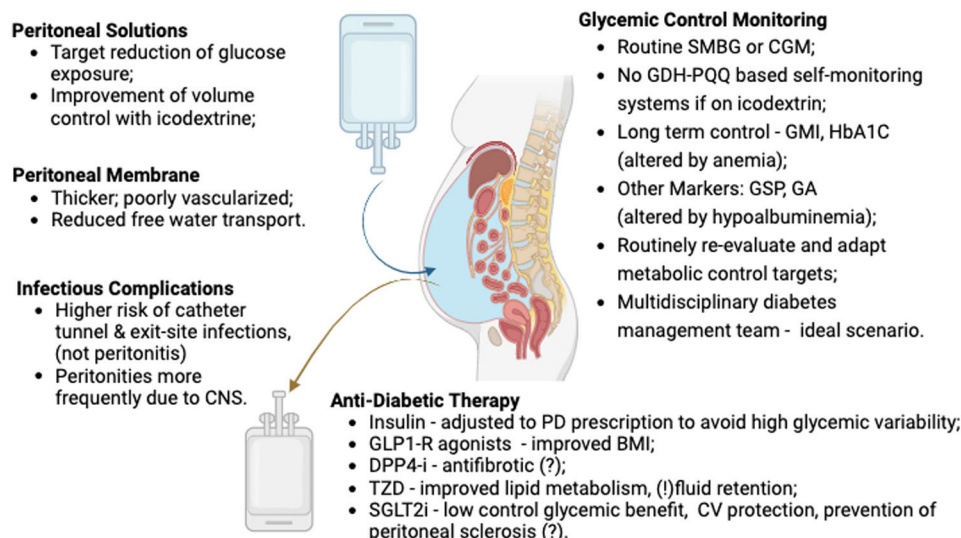 Peritoneal Solutions
• Target reduction of glucose
exposure;
• Improvement of volume
control with icodextrine;
Peritoneal Membrane
• Thicker; poorly vascularized;
• Reduced free water transport.
Infectious Complications
• Higher risk of catheter
tunnel & exit-site infections,
(not peritonitis)
• Peritonities more
frequently due to CNS.
Glycemic Control Monitoring
• Routine SMBG or CGM;
• No GDH-PQQ based self-monitoring
systems if on icodextrin;
• Long term control - GMI, HbA1C
(altered by anemia);
• Other Markers: GSP, GA
(altered by hypoalbuminemia);
• Routinely re-evaluate and adapt
metabolic control targets;
• Multidisciplinary diabetes
management team - ideal scenario.
Anti-Diabetic Therapy
• Insulin - adjusted to PD prescription to avoid high glycemic variability;
• GLP1-R agonists - improved BMI;
• DPP4-i - antifibrotic (?);
• TZD - improved lipid metabolism, (!)fluid retention;
• SGLT2i - low control glycemic benefit, CV protection, prevention of
peritoneal sclerosis (?).